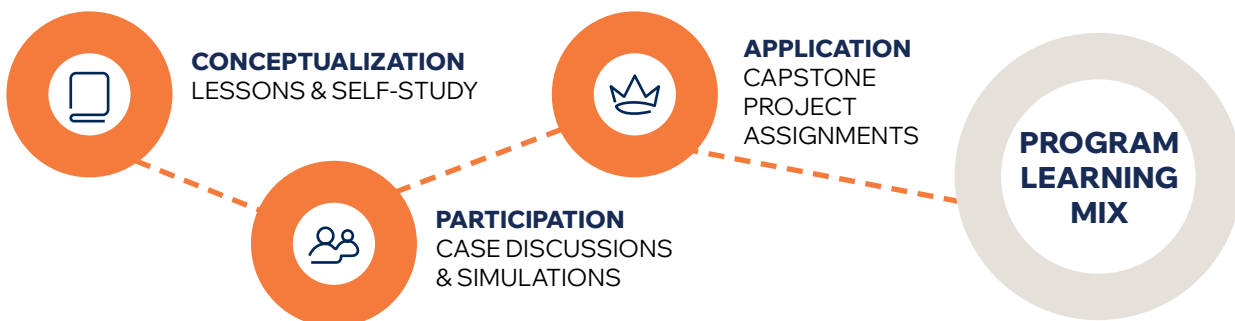 CONCEPTUALIZATION
LESSONS & SELF-STUDY
PARTICIPATION
CASE DISCUSSIONS
& SIMULATIONS
APPLICATION
CAPSTONE
PROJECT
ASSIGNMENTS
PROGRAM
LEARNING
MIX